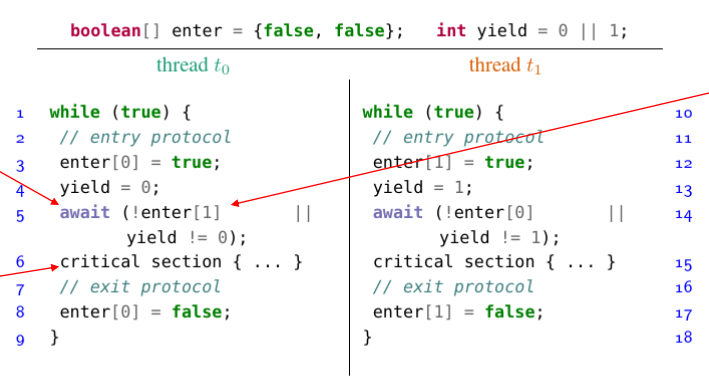 boolean[] enter = {false, false};   int yield = 0 || 1;
thread t0
thread t1
1 while (true) {
2 // entry protocol
3 enter[0] = true;
4 yield = 0;
5 await (!enter[1] ||
yield != 0);
6 critical section { ... }
7 // exit protocol
8 enter[0] = false;
9 }
while (true) { 10
// entry protocol 11
enter[1] = true; 12
yield = 1; 13
await (!enter[0] || 14
yield != 1);
critical section { ... } 15
// exit protocol 16
enter[1] = false; 17
} 18